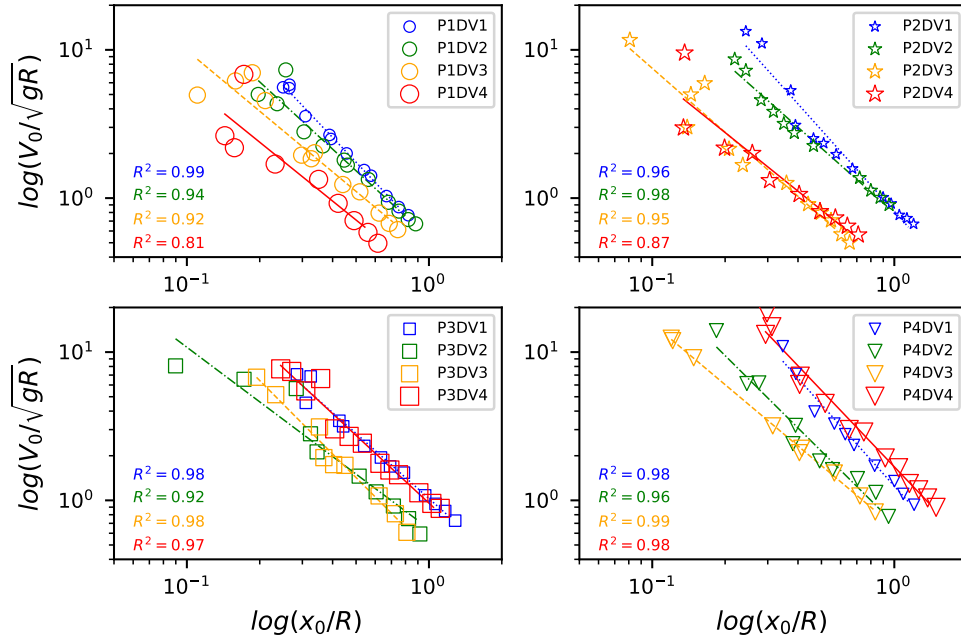 10¹
10⁰
log(V₀/√gR)
10⁻¹
10⁰
P1DV1
P1DV2
P1DV3
P1DV4
R² = 0.99
R² = 0.94
R² = 0.92
R² = 0.81
10¹
10⁰
10⁻¹
10⁰
P2DV1
P2DV2
P2DV3
P2DV4
R² = 0.96
R² = 0.98
R² = 0.95
R² = 0.87
10¹
10⁰
log(V₀/√gR)
10⁻¹
10⁰
log(x₀/R)
P3DV1
P3DV2
P3DV3
P3DV4
R² = 0.98
R² = 0.92
R² = 0.98
R² = 0.97
10¹
10⁰
10⁻¹
10⁰
log(x₀/R)
P4DV1
P4DV2
P4DV3
P4DV4
R² = 0.98
R² = 0.96
R² = 0.99
R² = 0.98